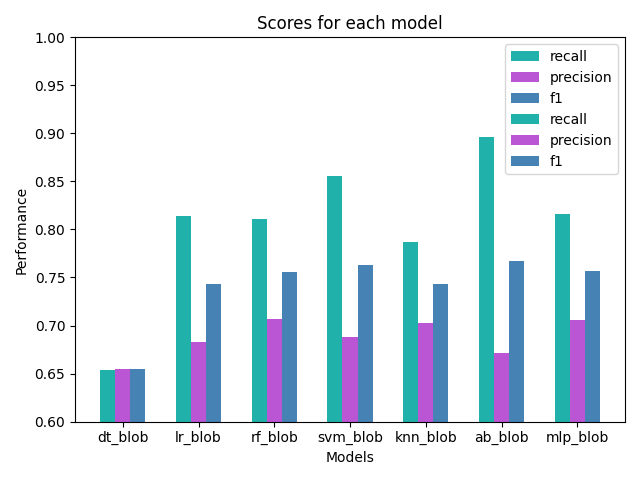 Scores for each model
1.00
0.95
0.90
0.85
0.80
0.75
0.70
0.65
0.60
Performance
recall
precision
f1
recall
precision
f1
dt_blob lr_blob rf_blob svm_blob knn_blob ab_blob mlp_blob
Models